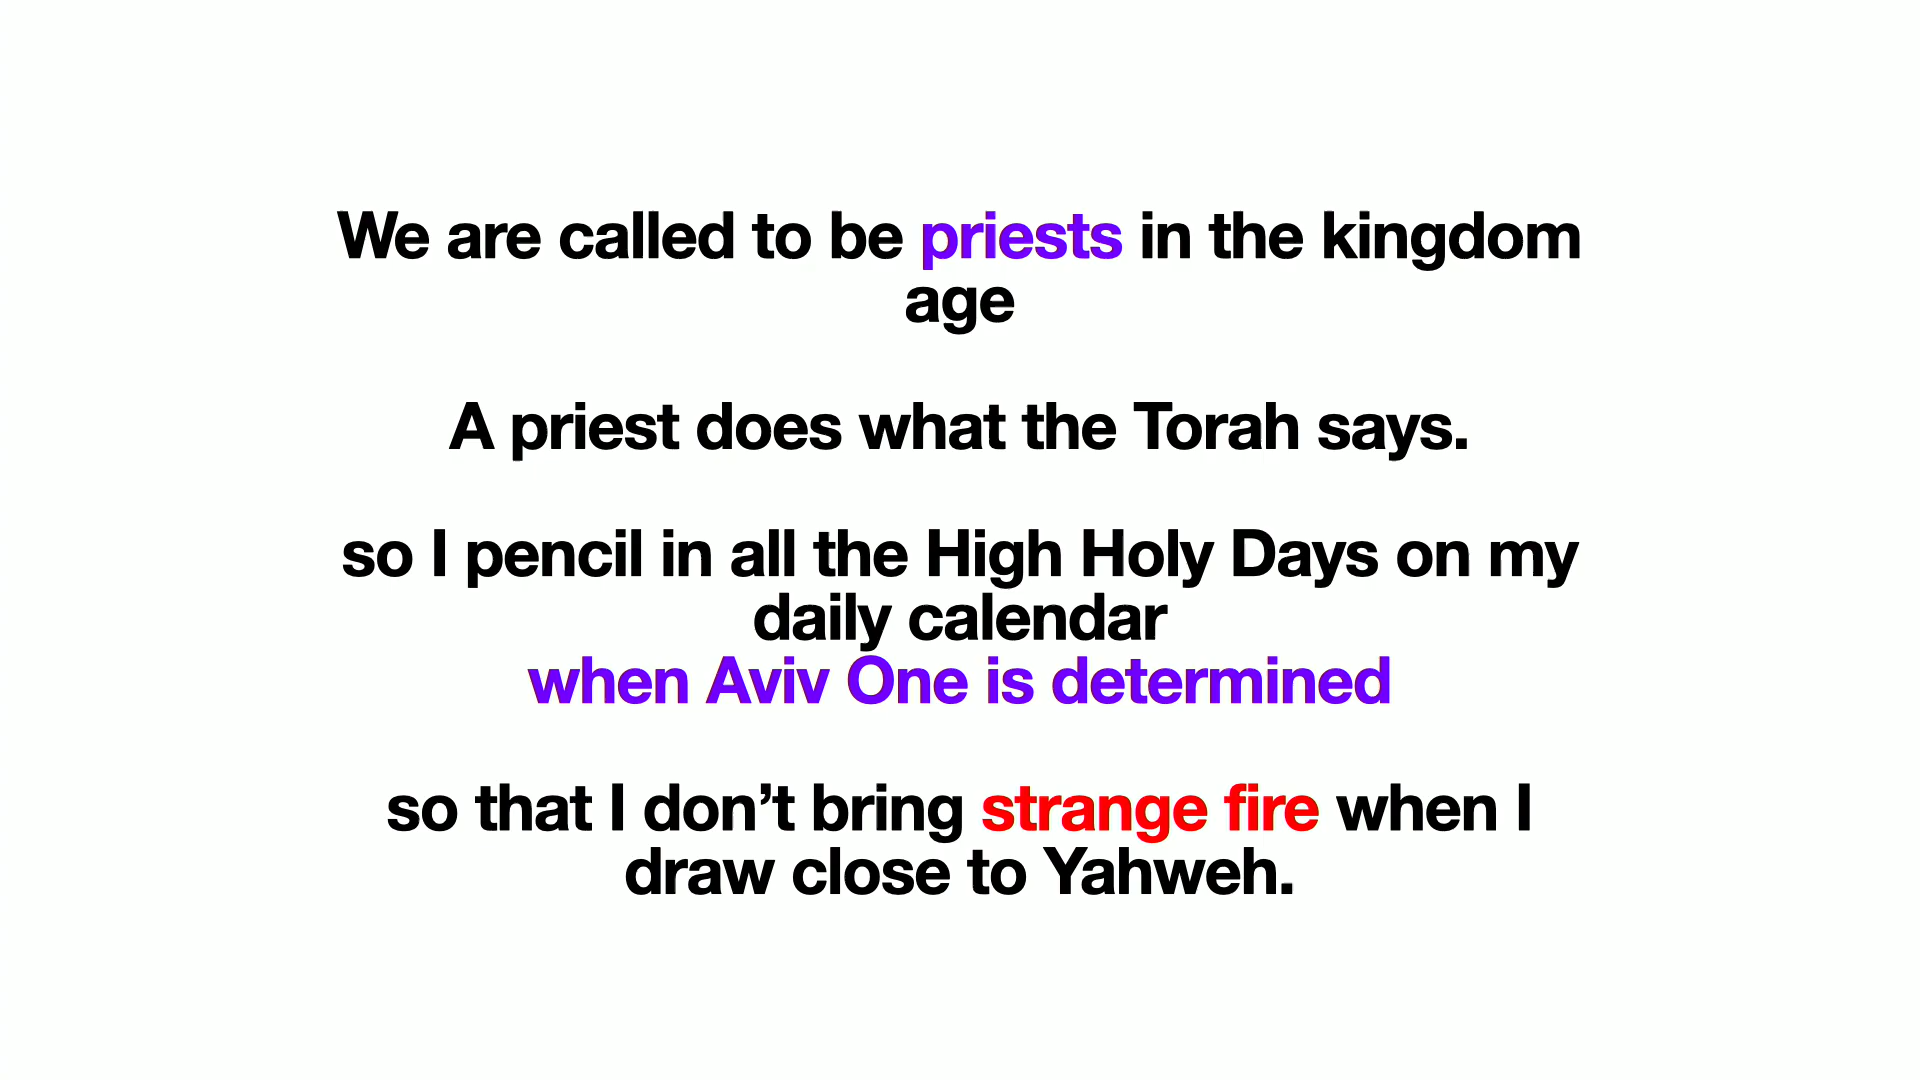 We are called to be priests in the kingdom
age
A priest does what the Torah says.
so I pencil in all the High Holy Days on my
daily calendar
when Aviv One is determined
so that I don’t bring strange fire when I
draw close to Yahweh.